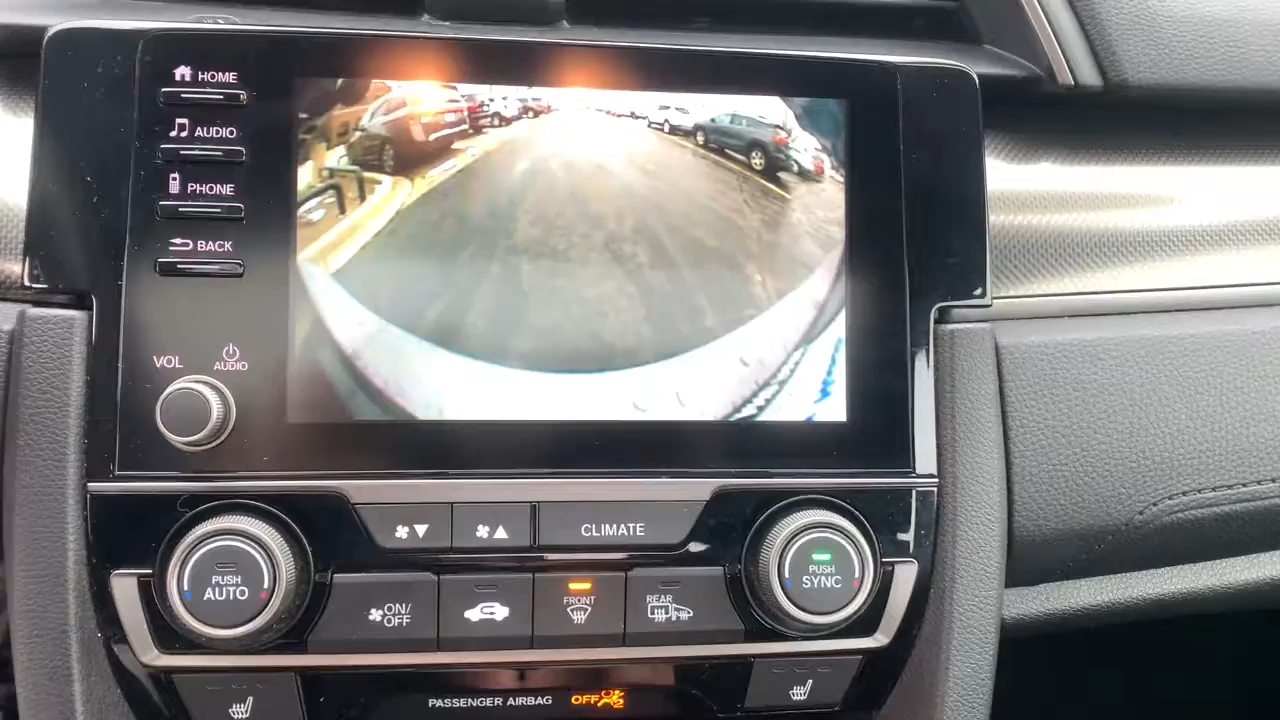 HOME
AUDIO
PHONE
BACK
VOL
AUDIO
CLIMATE
PUSH
AUTO
ON/
OFF
FRONT
REAR
PUSH
SYNC
PASSENGER AIRBAG OFF